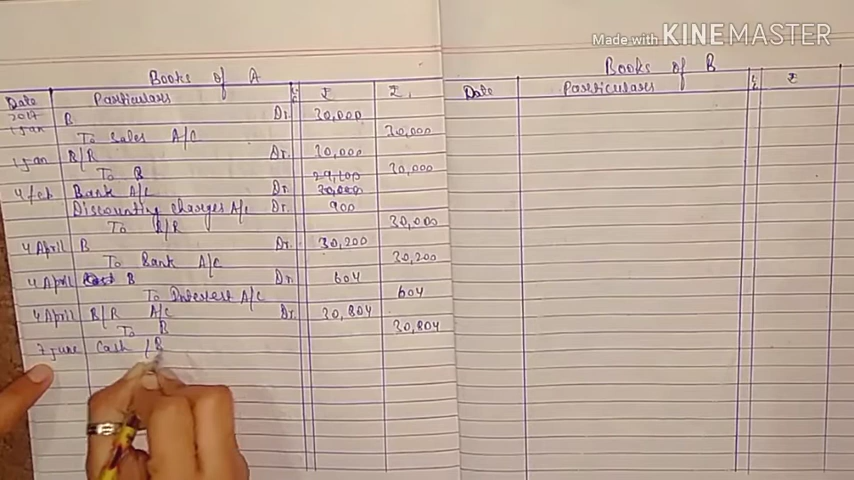 Made with KINEMASTER
Books of A
Date Particulars ₹ ₹
2017
1 Jan B Dr. 30,000
To Sales A/C 30,000
1 Jan B/R Dr. 30,000
To B 30,000
29,100
4 feb Bank A/C Dr. 30,000
Discounting charges A/c Dr. 900
To B/R 30,000
4 April B Dr. 30,200
To Bank A/C 30,200
4 April B Dr. 604
To Interest A/C 604
4 April B/R A/C Dr. 30,804
To B 30,804
7 June Cash / B
Books of B
Date Particulars ₹